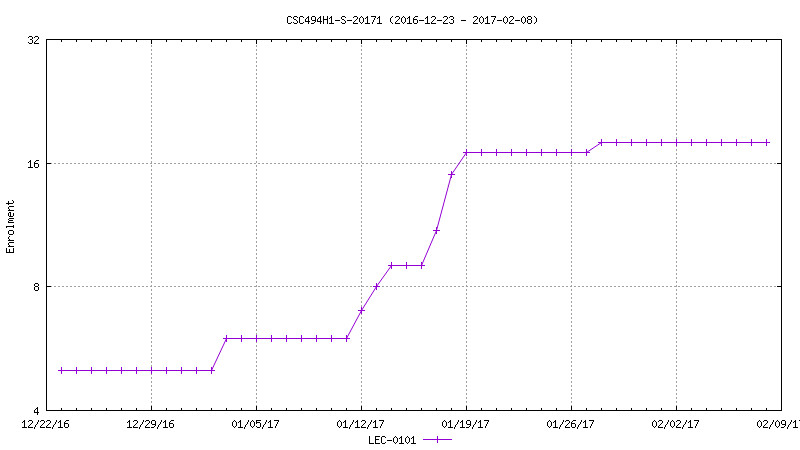 CSC494H1-S-20171 (2016-12-23 - 2017-02-08)
32
16
8
4
Enrolment
12/22/16 12/29/16 01/05/17 01/12/17 01/19/17 01/26/17 02/02/17 02/09/1
LEC-0101